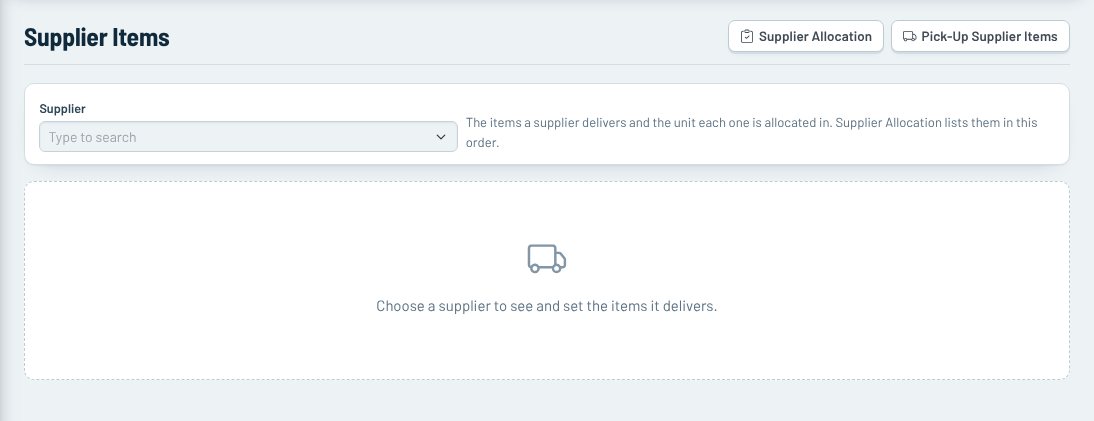 Supplier Items
Supplier Allocation
Pick-Up Supplier Items
Supplier
Type to search
The items a supplier delivers and the unit each one is allocated in. Supplier Allocation lists them in this
order.
Choose a supplier to see and set the items it delivers.